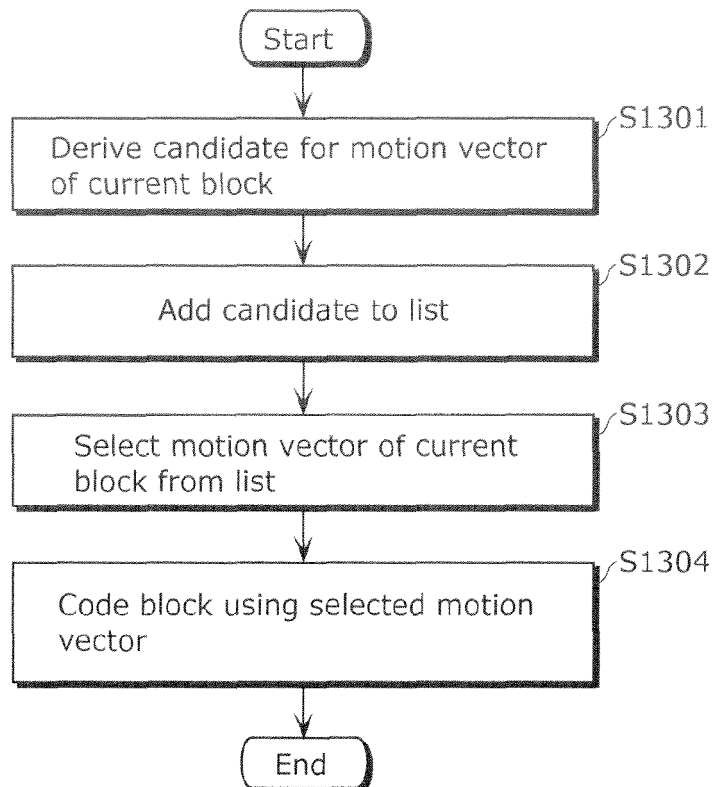 Start
S1301
Derive candidate for motion vector
of current block
S1302
Add candidate to list
S1303
Select motion vector of current
block from list
S1304
Code block using selected motion
vector
End